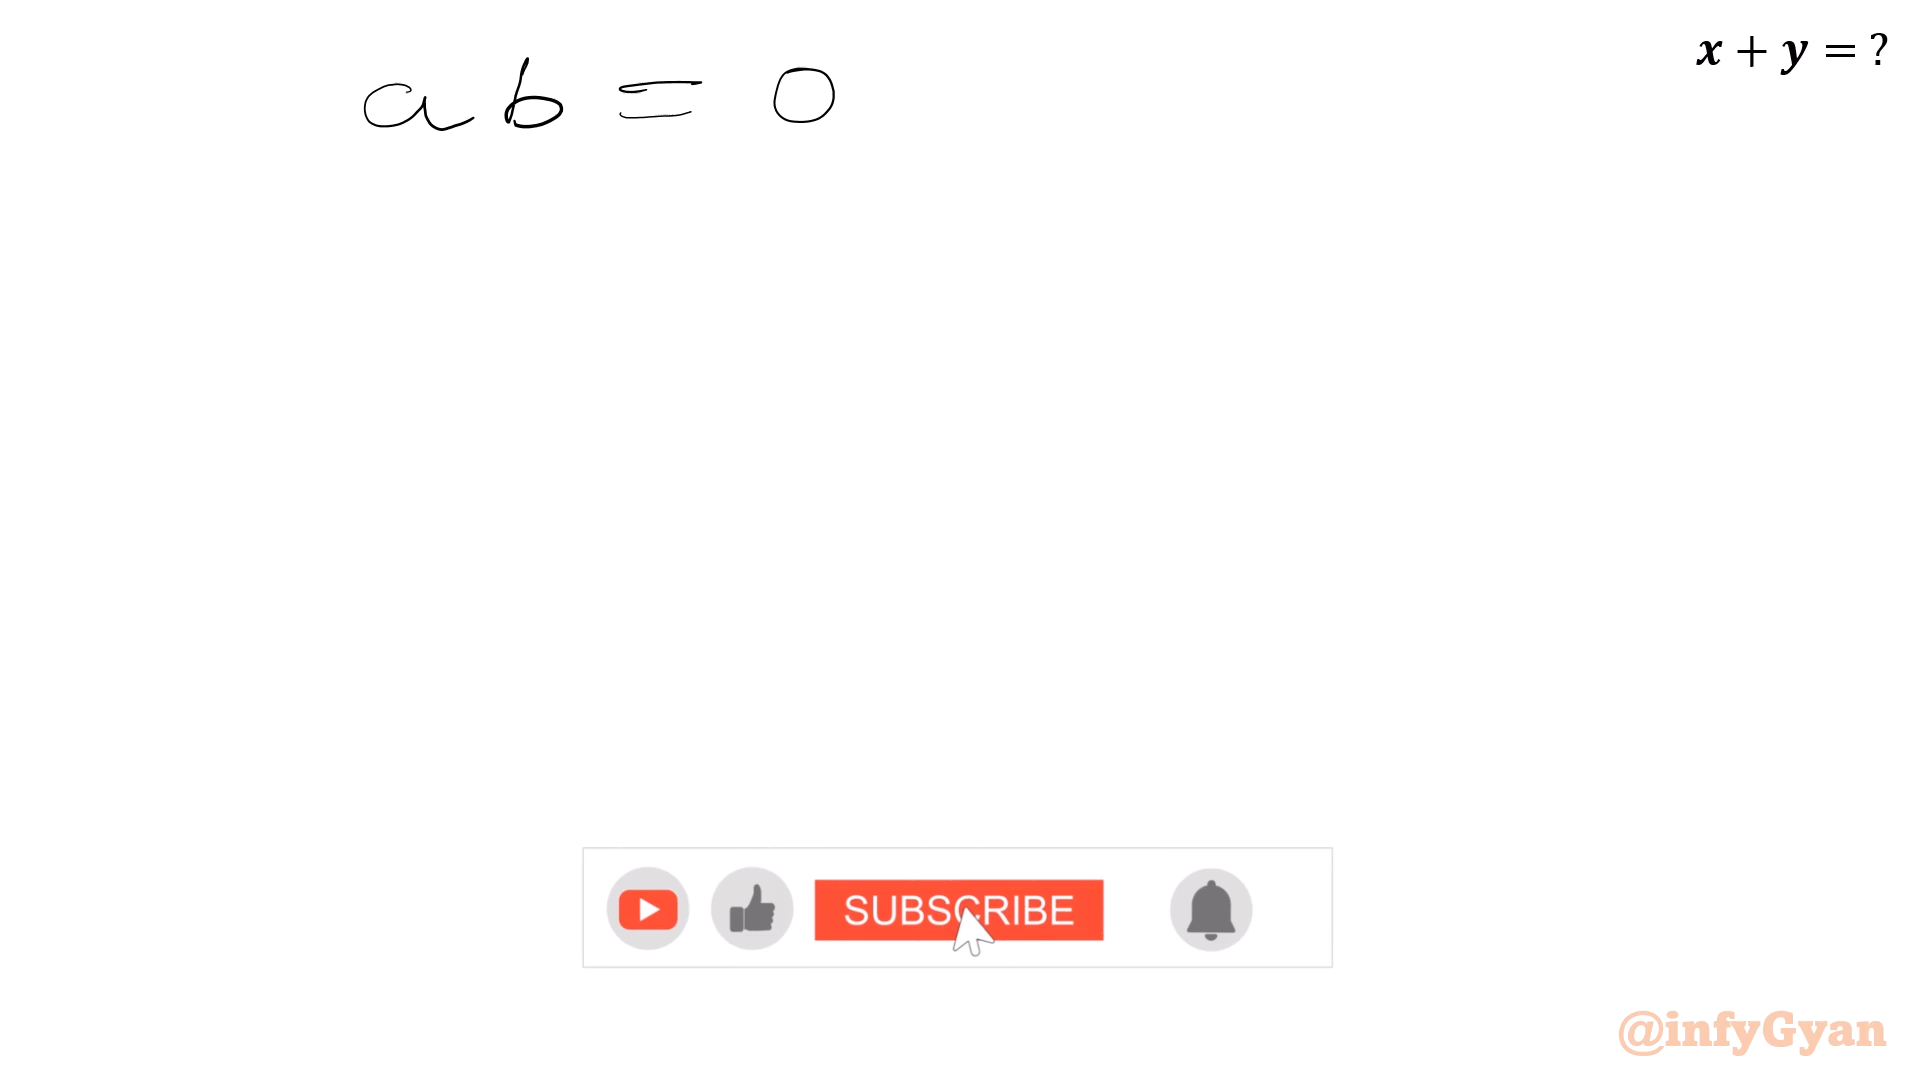 x + y = ?
ab = 0
SUBSCRIBE
@infyGyan